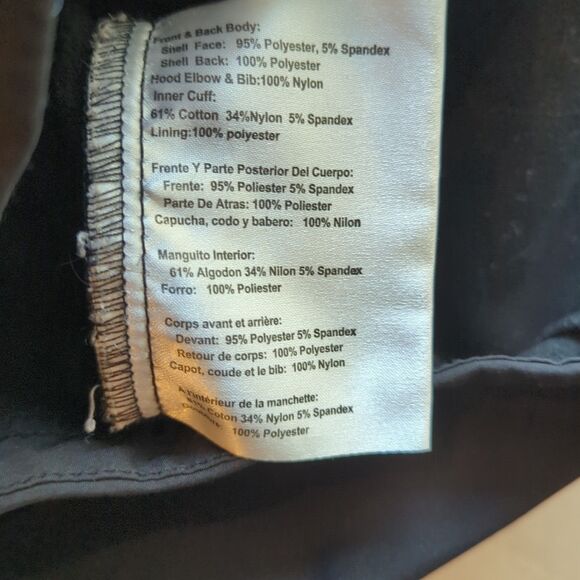 Front & Back Body:
Shell Face: 95% Polyester, 5% Spandex
Shell Back: 100% Polyester
Hood Elbow & Bib:100% Nylon
Inner Cuff:
61% Cotton 34%Nylon 5% Spandex
Lining:100% polyester
Frente Y Parte Posterior Del Cuerpo:
Frente: 95% Poliester 5% Spandex
Parte De Atras: 100% Poliester
Capucha, codo y babero: 100% Nilon
Manguito Interior:
61% Algodon 34% Nilon 5% Spandex
Forro: 100% Poliester
Corps avant et arrière:
Devant: 95% Polyester 5% Spandex
Retour de corps: 100% Polyester
Capot, coude et le bib: 100% Nylon
A l'intérieur de la manchette:
61% Coton 34% Nylon 5% Spandex
100% Polyester